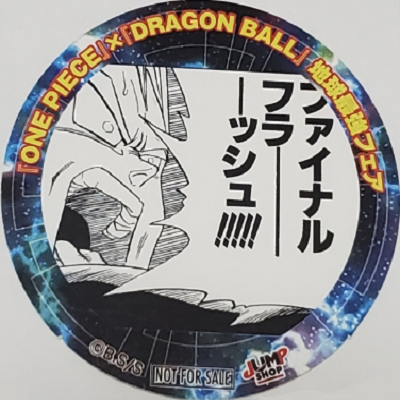 『ONE PIECE』×『DRAGON BALL』 地球最強フェア
ファイナル
フラー
ーッシュ!!!!!
©B.S/S
NOT FOR SALE
JUMP
SHOP